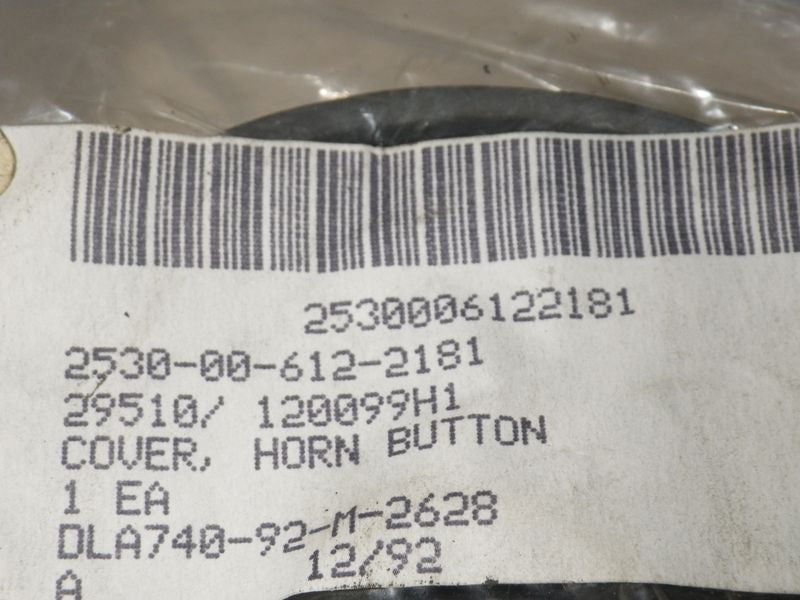 2530006122181
2530-00-612-2181
29510/ 120099H1
COVER, HORN BUTTON
1 EA
DLA740-92-M-2628
A 12/92